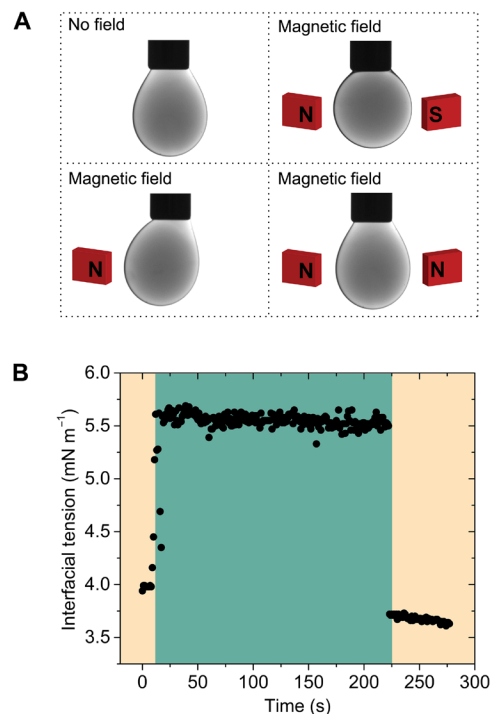 A
No field
Magnetic field
N
S
Magnetic field
Magnetic field
N
N
N
B
Interfacial tension (mN m⁻¹)
6.0
5.5
5.0
4.5
4.0
3.5
0 50 100 150 200 250 300
Time (s)